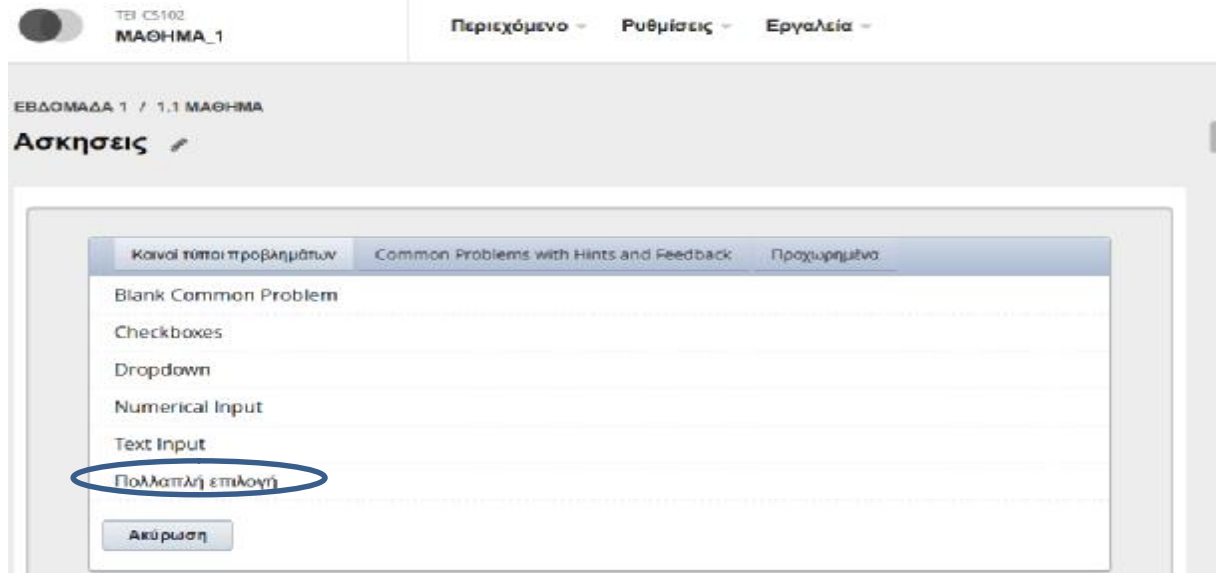 TEI CS102
ΜΑΘΗΜΑ_1
Περιεχόμενο Ρυθμίσεις Εργαλεία
ΕΒΔΟΜΑΔΑ 1 / 1.1 ΜΑΘΗΜΑ
Ασκησεις
Κοινοί τύποι προβλημάτων Common Problems with Hints and Feedback Προχωρημένα
Blank Common Problem
Checkboxes
Dropdown
Numerical Input
Text Input
Πολλαπλή επιλογή
Ακύρωση